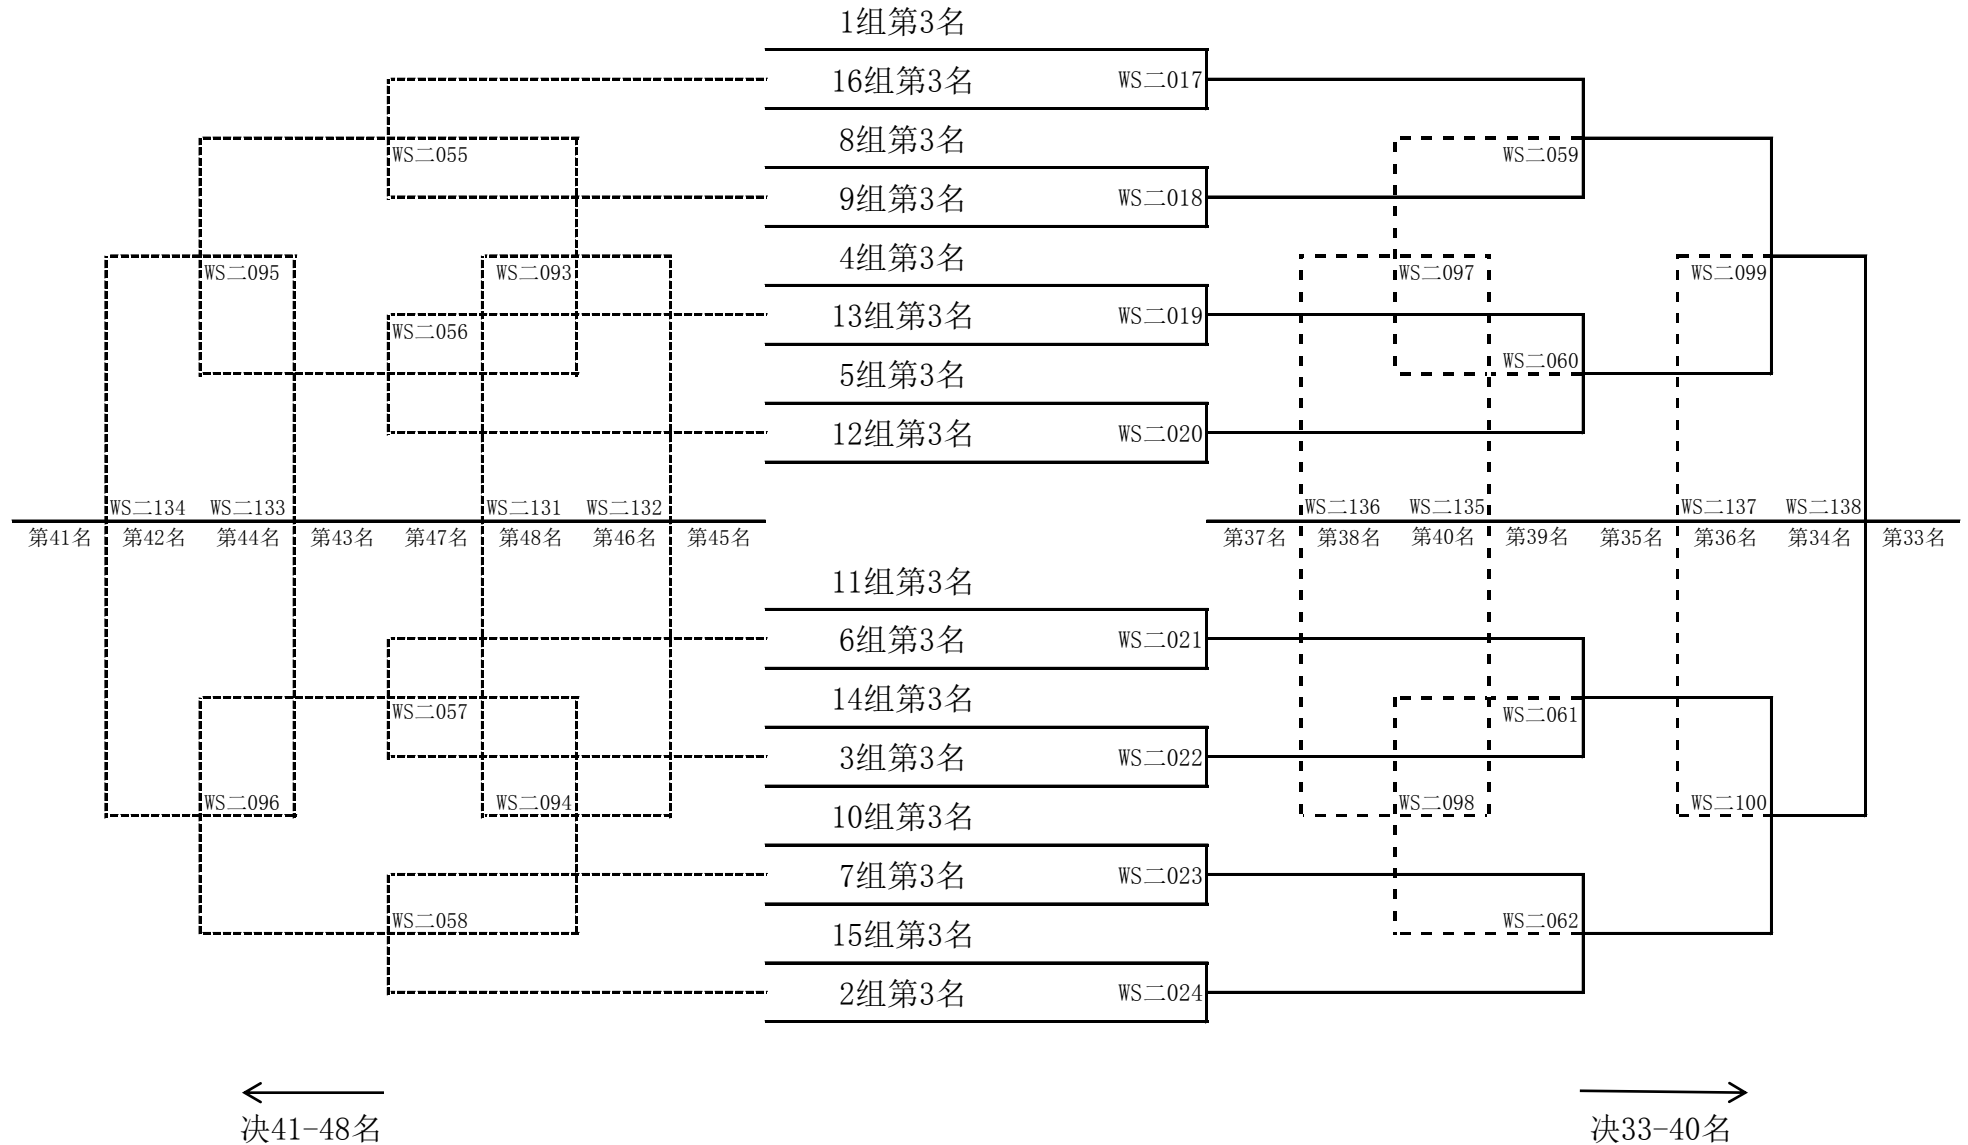 1组第3名
16组第3名 WS二017
8组第3名
WS二055 WS二059
9组第3名 WS二018
4组第3名
WS二095 WS二093 WS二097 WS二099
13组第3名 WS二019
WS二056
WS二060
5组第3名
12组第3名 WS二020
WS二134 WS二133 WS二131 WS二132 WS二136 WS二135 WS二137 WS二138
第41名 第42名 第44名 第43名 第47名 第48名 第46名 第45名 第37名 第38名 第40名 第39名 第35名 第36名 第34名 第33名
11组第3名
6组第3名 WS二021
14组第3名
WS二057 WS二061
3组第3名 WS二022
WS二096 WS二094 WS二098 WS二100
10组第3名
7组第3名 WS二023
WS二058 WS二062
15组第3名
2组第3名 WS二024
决41-48名 决33-40名